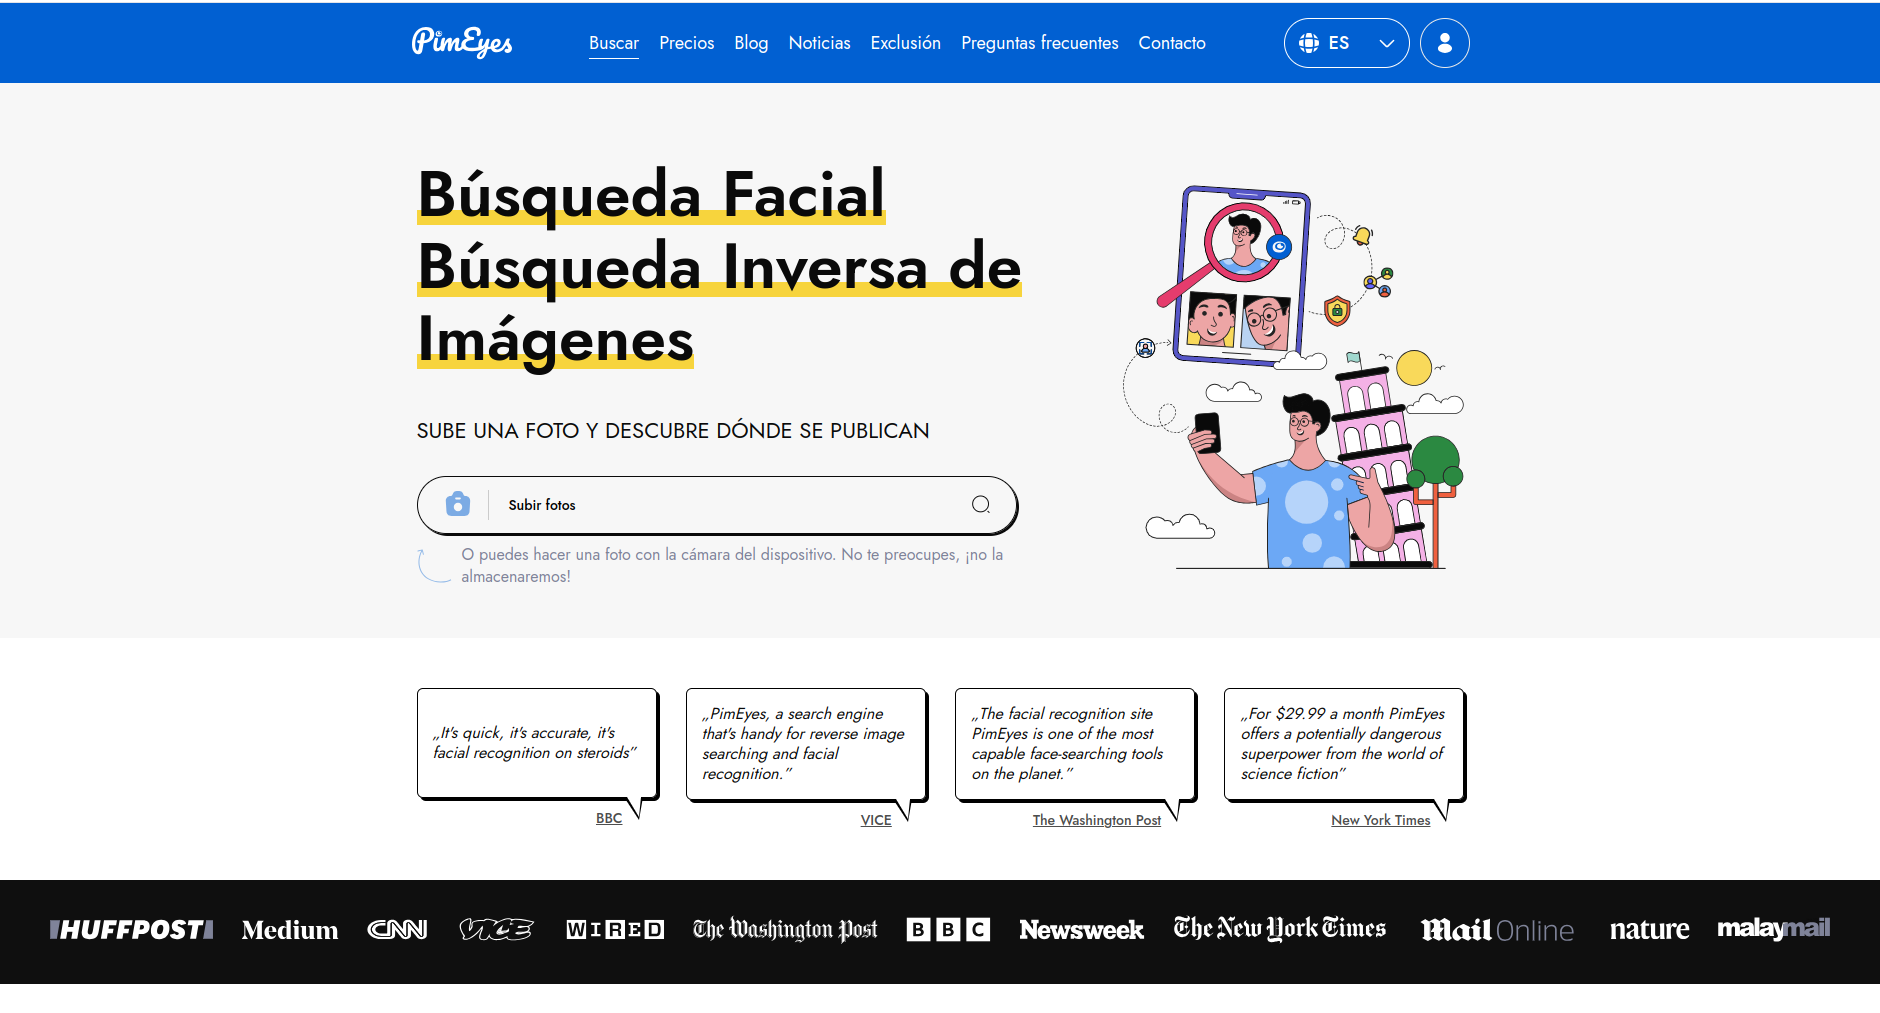 PimEyes
Buscar Precios Blog Noticias Exclusión Preguntas frecuentes Contacto
ES
Búsqueda Facial
Búsqueda Inversa de
Imágenes
SUBE UNA FOTO Y DESCUBRE DÓNDE SE PUBLICAN
Subir fotos
O puedes hacer una foto con la cámara del dispositivo. No te preocupes, ¡no la
almacenaremos!
„It's quick, it's accurate, it's
facial recognition on steroids”
BBC
„PimEyes, a search engine
that's handy for reverse image
searching and facial
recognition.”
VICE
„The facial recognition site
PimEyes is one of the most
capable face-searching tools
on the planet.”
The Washington Post
„For $29.99 a month PimEyes
offers a potentially dangerous
superpower from the world of
science fiction”
New York Times
HUFFPOST Medium CNN VICE WIRED The Washington Post BBC Newsweek The New York Times Mail Online nature malaymail